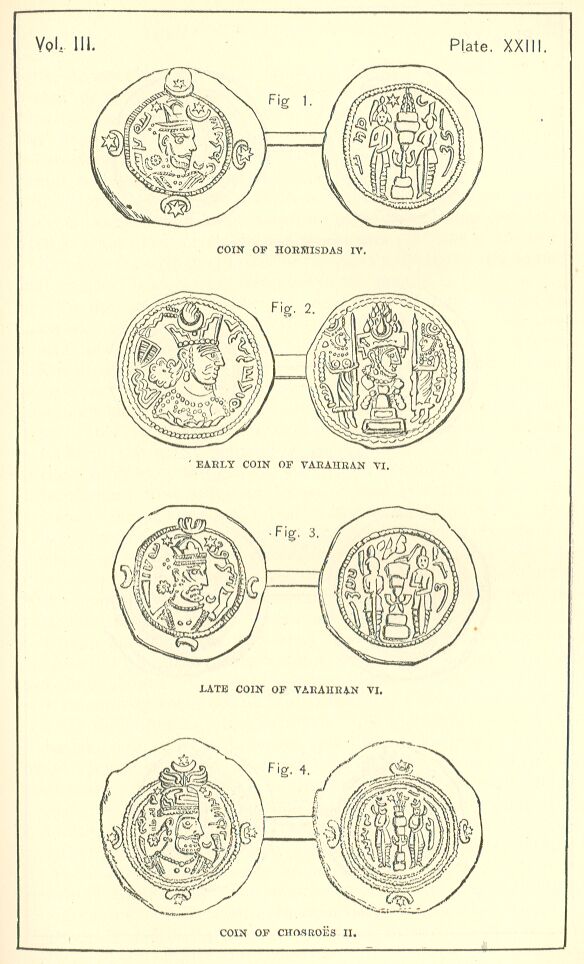 Vol. III.
Plate. XXIII.
Fig 1.
COIN OF HORMISDAS IV.
Fig. 2.
EARLY COIN OF VARAHRAN VI.
Fig. 3.
LATE COIN OF VARAHRAN VI.
Fig. 4.
COIN OF CHOSROËS II.